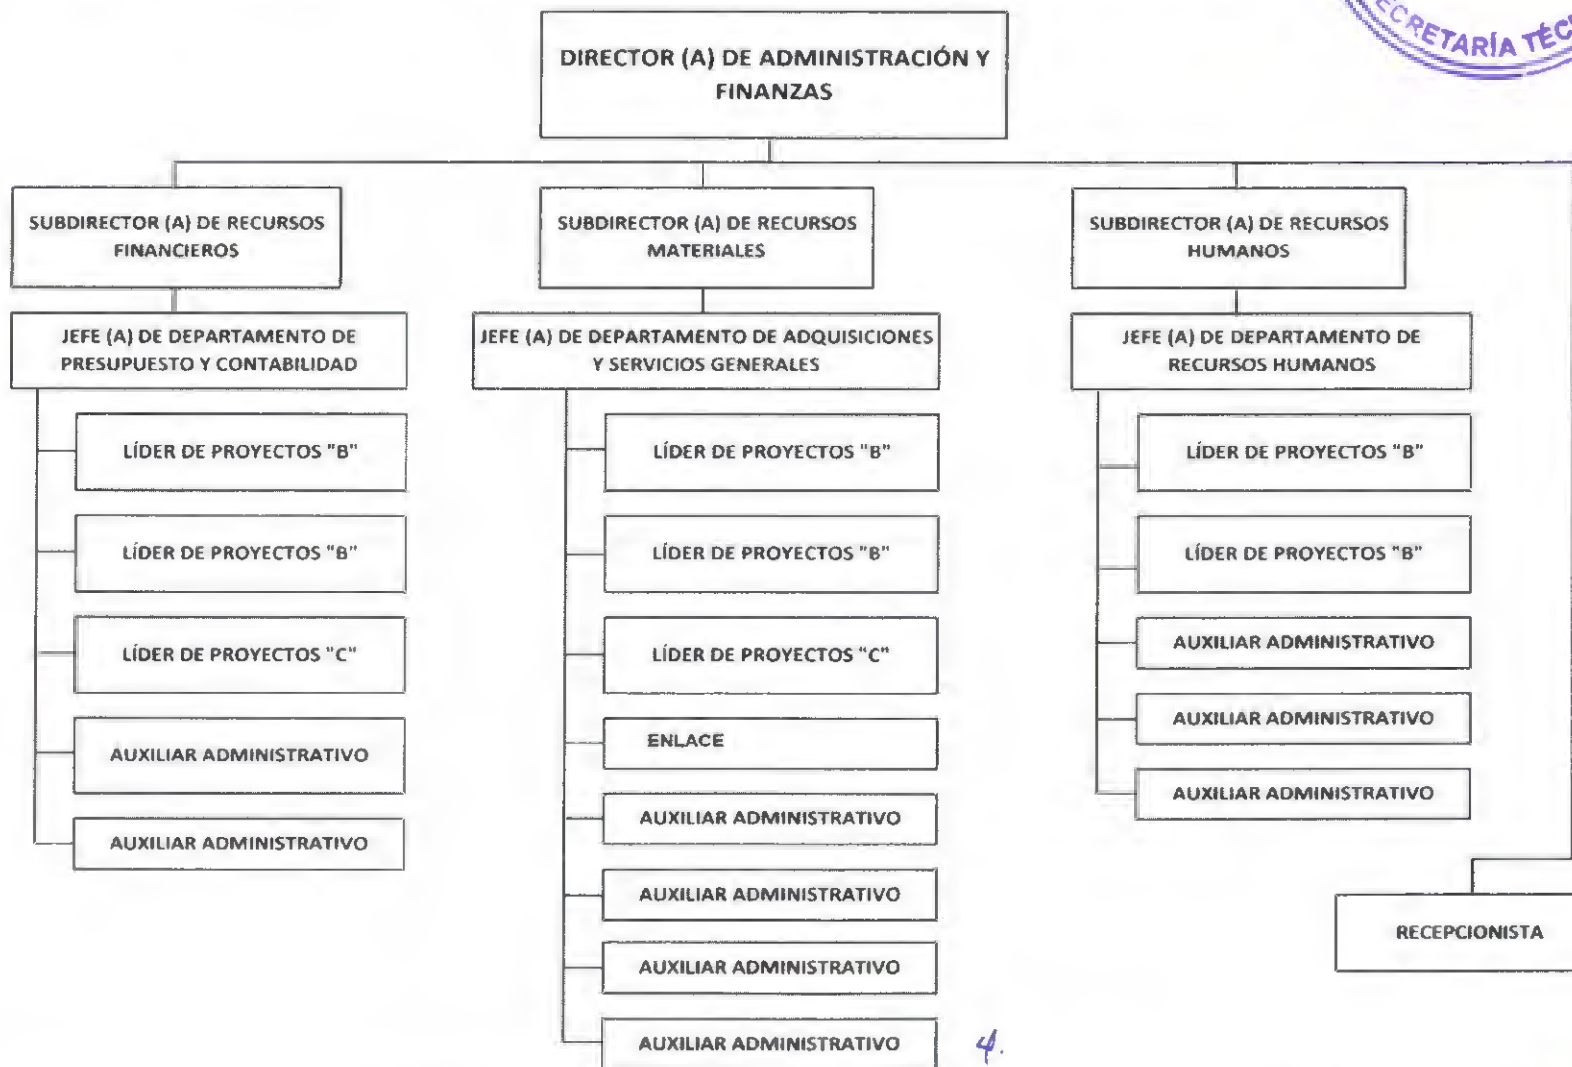 SECRETARÍA TÉC
DIRECTOR (A) DE ADMINISTRACIÓN Y
FINANZAS
SUBDIRECTOR (A) DE RECURSOS
FINANCIEROS
SUBDIRECTOR (A) DE RECURSOS
MATERIALES
SUBDIRECTOR (A) DE RECURSOS
HUMANOS
JEFE (A) DE DEPARTAMENTO DE
PRESUPUESTO Y CONTABILIDAD
JEFE (A) DE DEPARTAMENTO DE ADQUISICIONES
Y SERVICIOS GENERALES
JEFE (A) DE DEPARTAMENTO DE
RECURSOS HUMANOS
LÍDER DE PROYECTOS "B"
LÍDER DE PROYECTOS "B"
LÍDER DE PROYECTOS "C"
AUXILIAR ADMINISTRATIVO
AUXILIAR ADMINISTRATIVO
LÍDER DE PROYECTOS "B"
LÍDER DE PROYECTOS "B"
LÍDER DE PROYECTOS "C"
ENLACE
AUXILIAR ADMINISTRATIVO
AUXILIAR ADMINISTRATIVO
AUXILIAR ADMINISTRATIVO
AUXILIAR ADMINISTRATIVO
4.
LÍDER DE PROYECTOS "B"
LÍDER DE PROYECTOS "B"
AUXILIAR ADMINISTRATIVO
AUXILIAR ADMINISTRATIVO
AUXILIAR ADMINISTRATIVO
RECEPCIONISTA